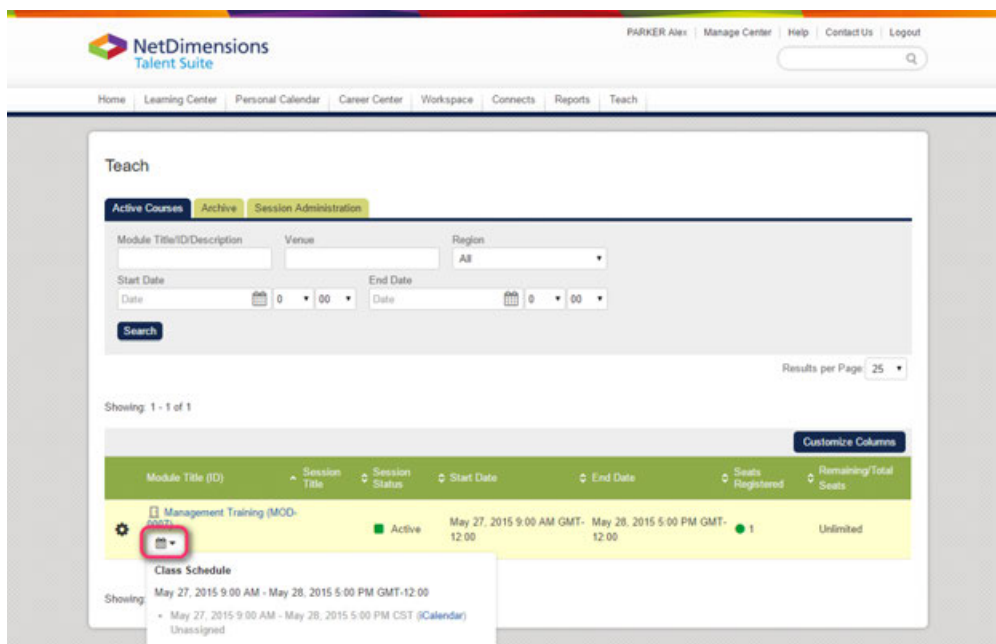 PARKER Alex | Manage Center | Help | Contact Us | Logout
NetDimensions
Talent Suite
Home Learning Center Personal Calendar Career Center Workspace Connects Reports Teach
Teach
Active Courses Archive Session Administration
Module Title/ID/Description Venue Region
All
Start Date End Date
Date 0 00 Date 0 00
Search
Results per Page 25
Showing: 1 - 1 of 1
Customize Columns
Module Title (ID) Session Title Session Status Start Date End Date Seats Registered Remaining/Total Seats
Management Training (MOD-
0007) Active May 27, 2015 9:00 AM GMT- May 28, 2015 5:00 PM GMT- 1 Unlimited
12:00 12:00
Class Schedule
May 27, 2015 9:00 AM - May 28, 2015 5:00 PM GMT-12:00
Showing:
• May 27, 2015 9:00 AM - May 28, 2015 5:00 PM CST (iCalendar)
Unassigned